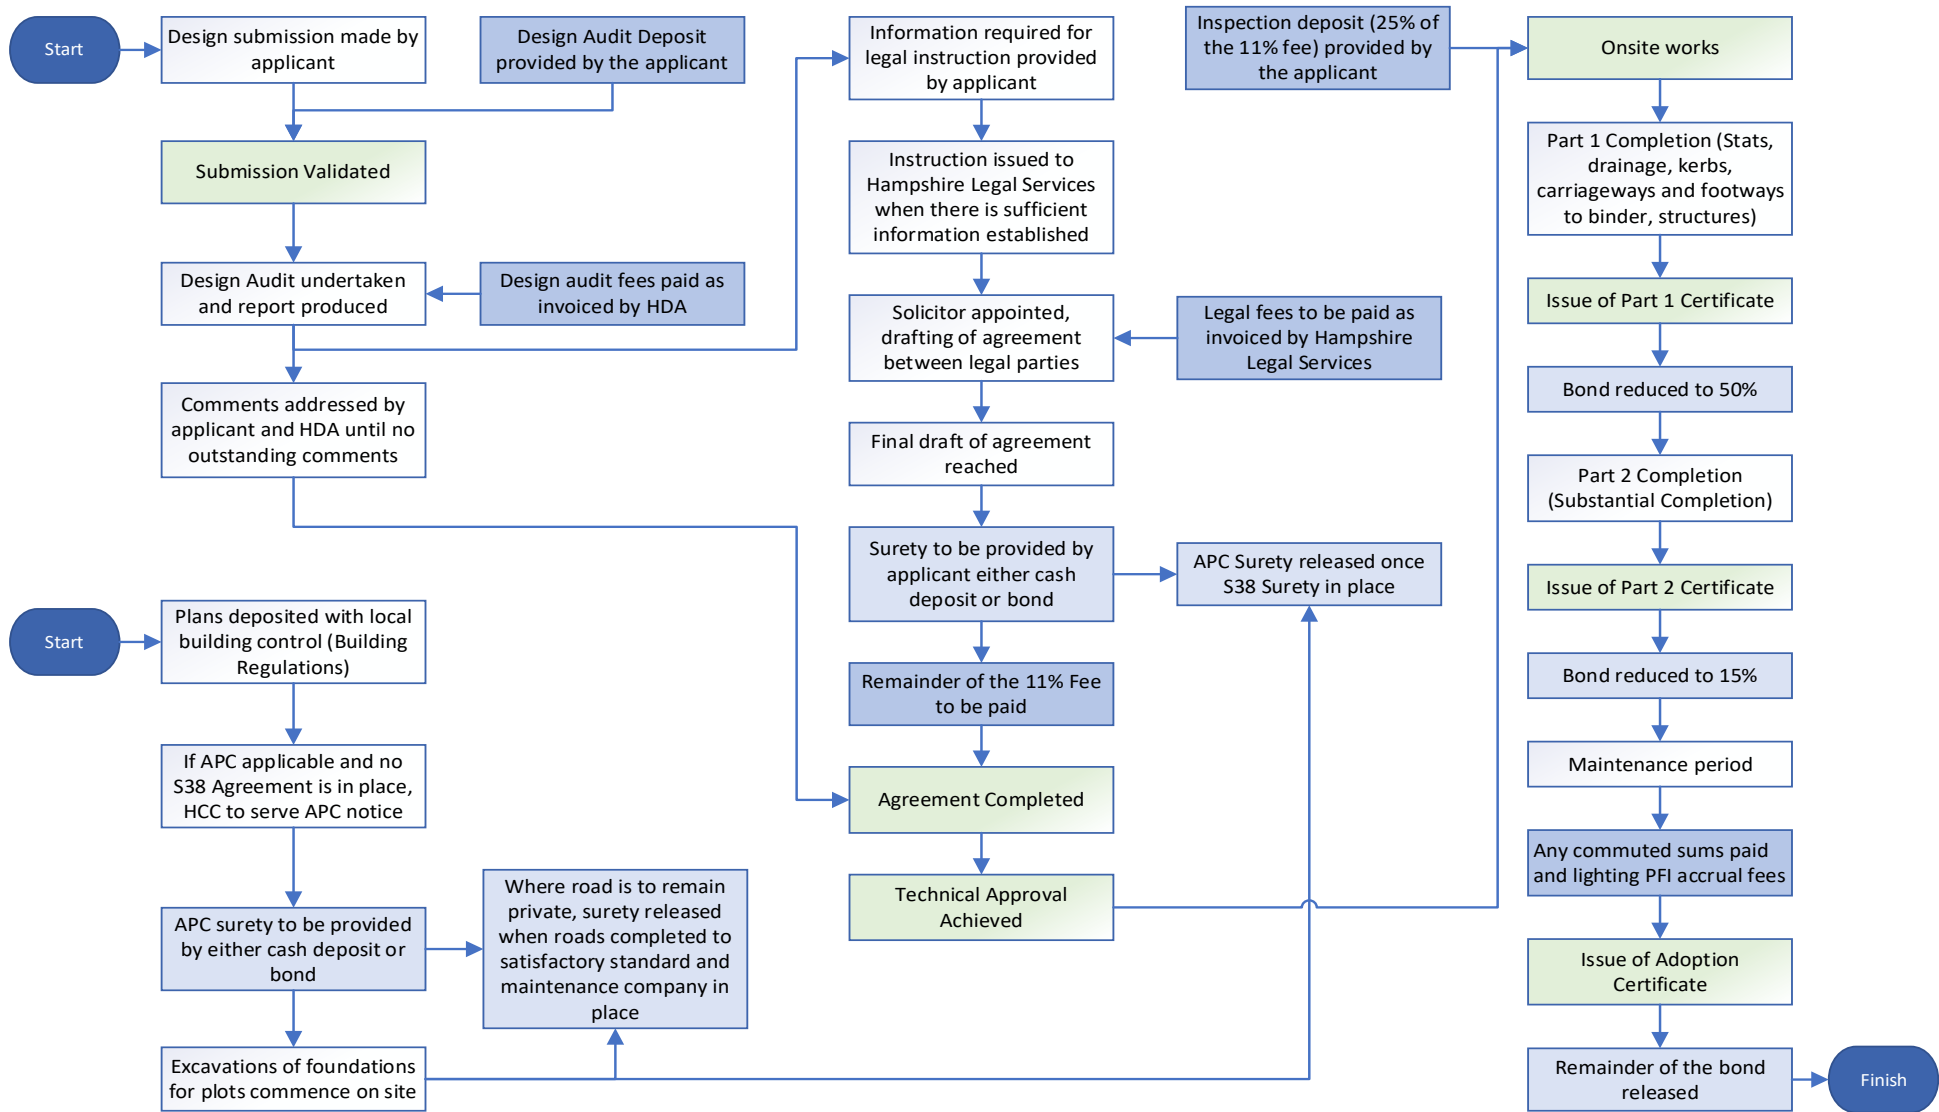 Start
Design submission made by
applicant
Design Audit Deposit
provided by the applicant
Submission Validated
Design Audit undertaken
and report produced
Design audit fees paid as
invoiced by HDA
Comments addressed by
applicant and HDA until no
outstanding comments
Start
Plans deposited with local
building control (Building
Regulations)
If APC applicable and no
S38 Agreement is in place,
HCC to serve APC notice
APC surety to be provided
by either cash deposit or
bond
Where road is to remain
private, surety released
when roads completed to
satisfactory standard and
maintenance company in
place
Excavations of foundations
for plots commence on site
Information required for
legal instruction provided
by applicant
Instruction issued to
Hampshire Legal Services
when there is sufficient
information established
Solicitor appointed,
drafting of agreement
between legal parties
Legal fees to be paid as
invoiced by Hampshire
Legal Services
Final draft of agreement
reached
Surety to be provided by
applicant either cash
deposit or bond
APC Surety released once
S38 Surety in place
Remainder of the 11% Fee
to be paid
Agreement Completed
Technical Approval
Achieved
Inspection deposit (25% of
the 11% fee) provided by
the applicant
Onsite works
Part 1 Completion (Stats,
drainage, kerbs,
carriageways and footways
to binder, structures)
Issue of Part 1 Certificate
Bond reduced to 50%
Part 2 Completion
(Substantial Completion)
Issue of Part 2 Certificate
Bond reduced to 15%
Maintenance period
Any commuted sums paid
and lighting PFI accrual fees
Issue of Adoption
Certificate
Remainder of the bond
released
Finish